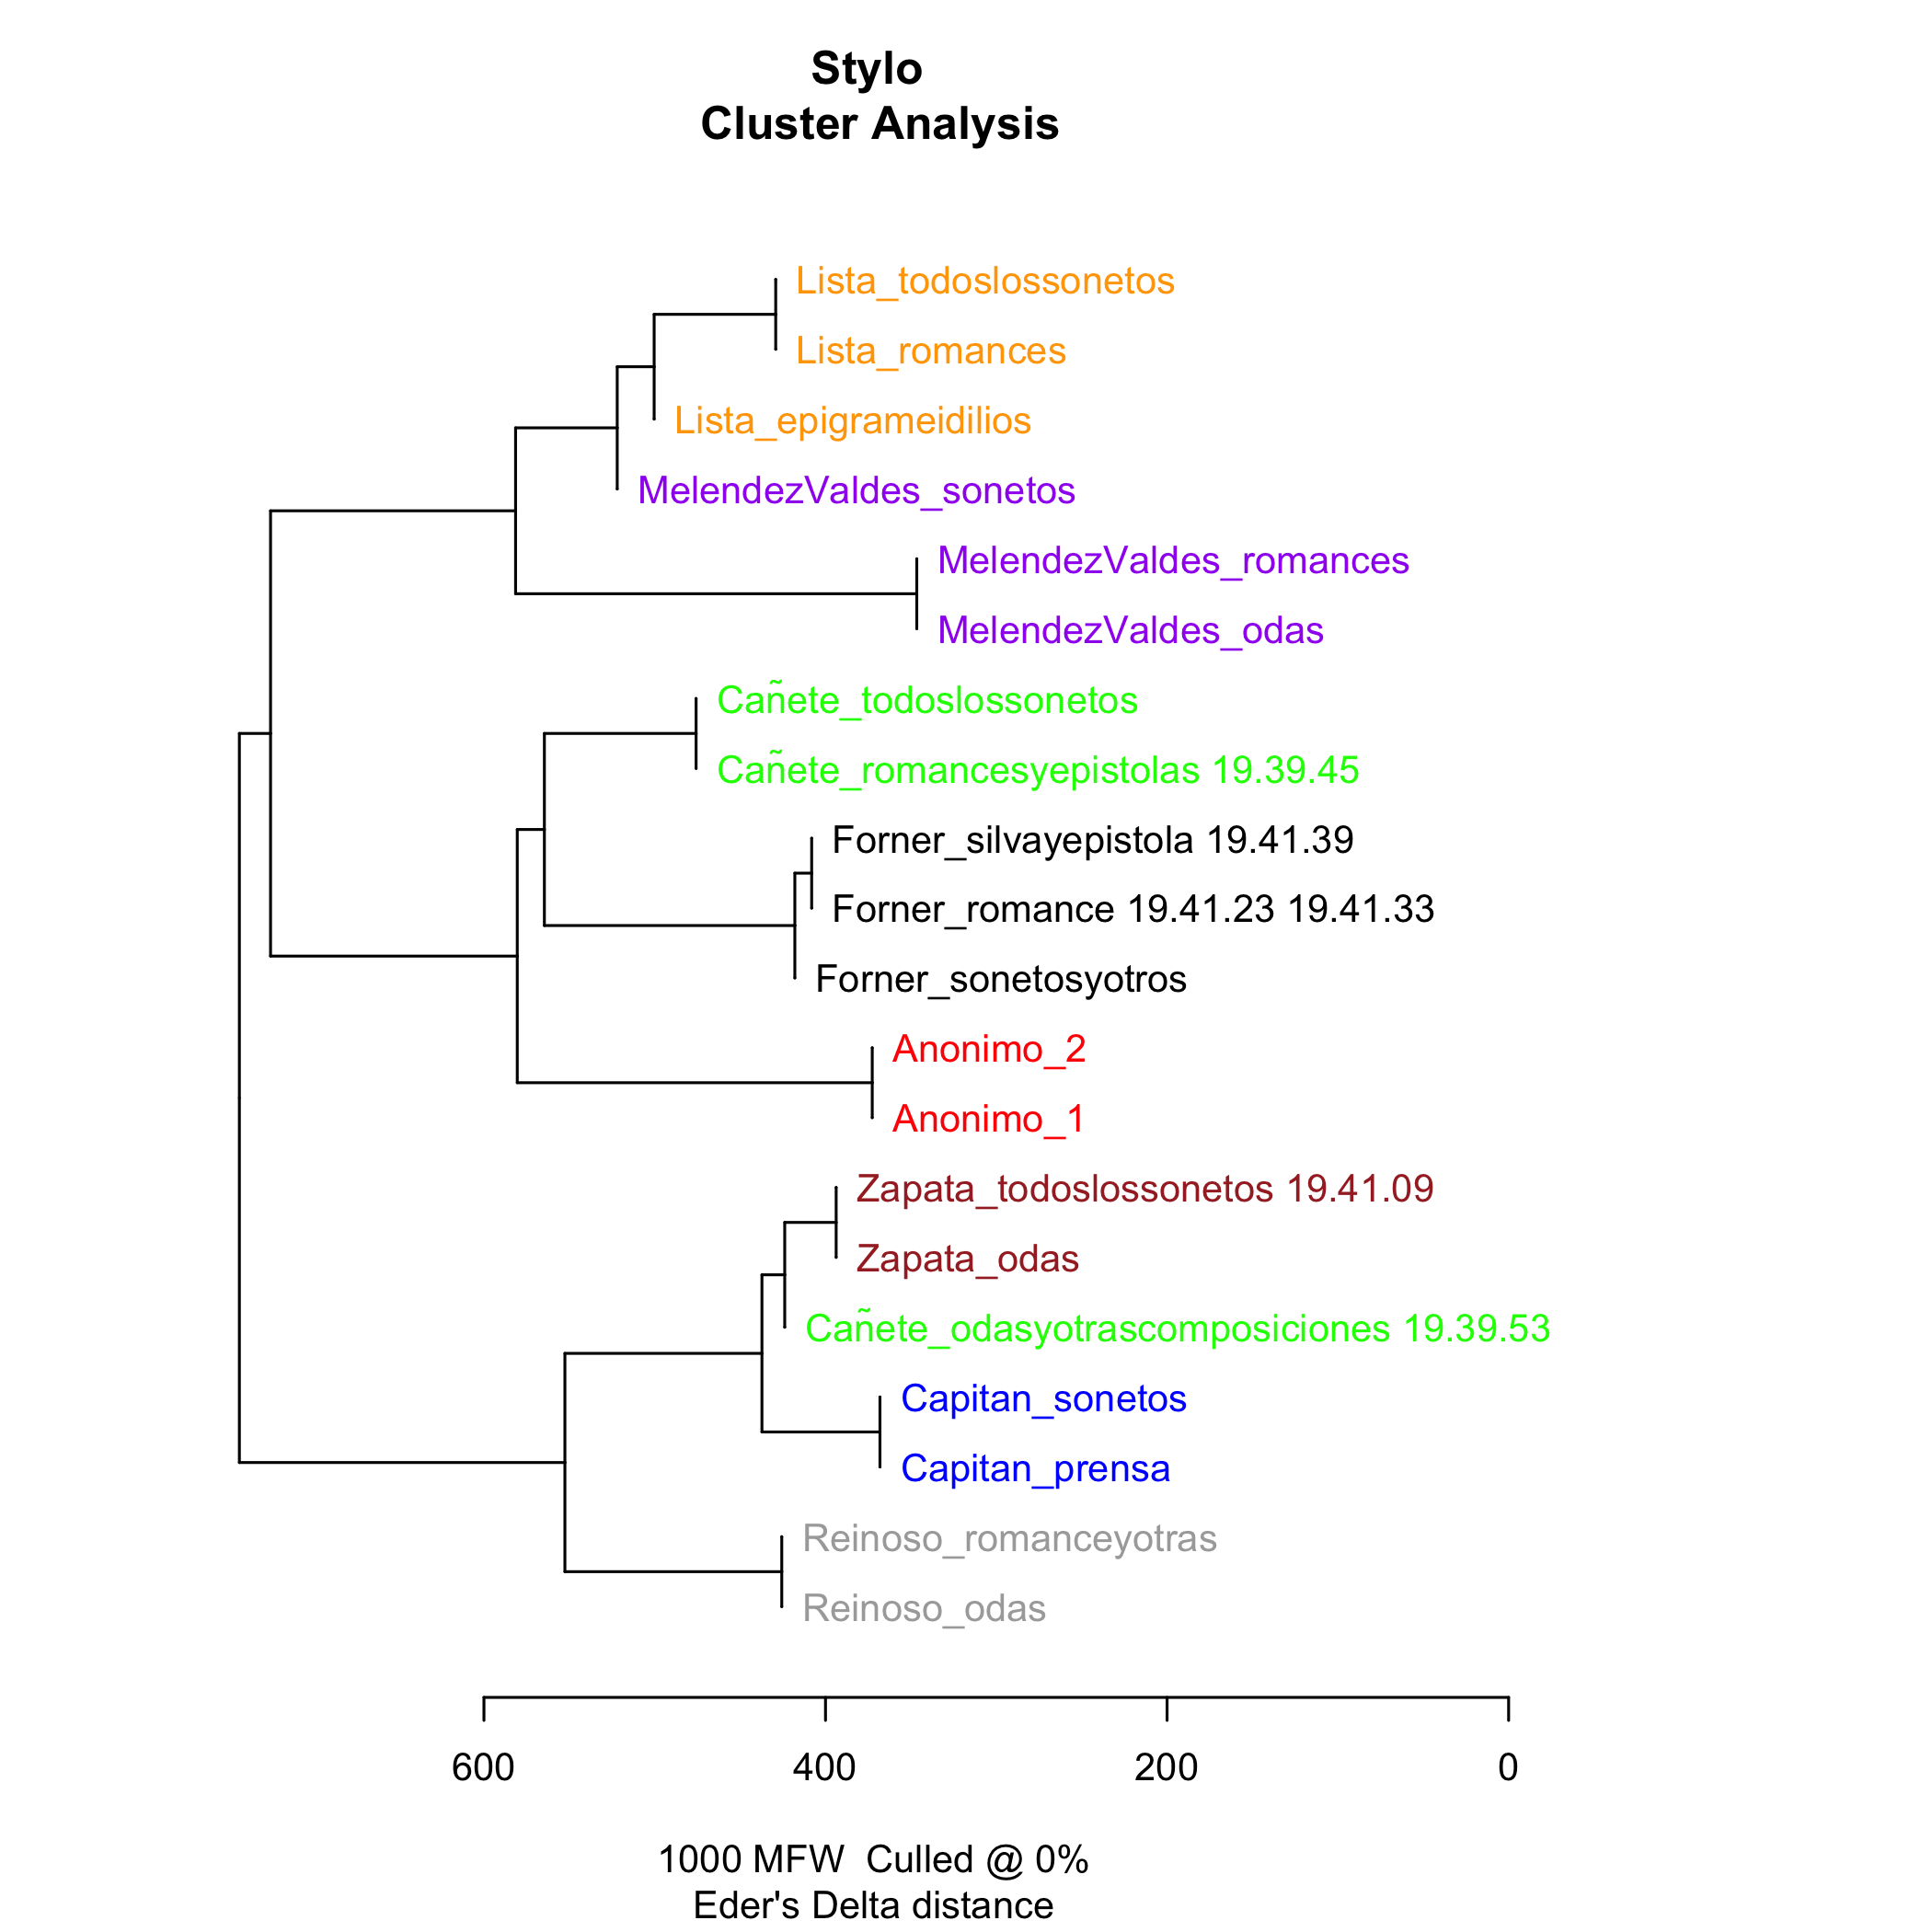 Stylo
Cluster Analysis
Lista_todoslossonetos
Lista_romances
Lista_epigrameidilios
MelendezValdes_sonetos
MelendezValdes_romances
MelendezValdes_odas
Cañete_todoslossonetos
Cañete_romancesyepistolas 19.39.45
Forner_silvayepistola 19.41.39
Forner_romance 19.41.23 19.41.33
Forner_sonetosyotros
Anonimo_2
Anonimo_1
Zapata_todoslossonetos 19.41.09
Zapata_odas
Cañete_odasyotrascomposiciones 19.39.53
Capitan_sonetos
Capitan_prensa
Reinoso_romanceyotras
Reinoso_odas
600 400 200 0
1000 MFW  Culled @ 0%
Eder's Delta distance